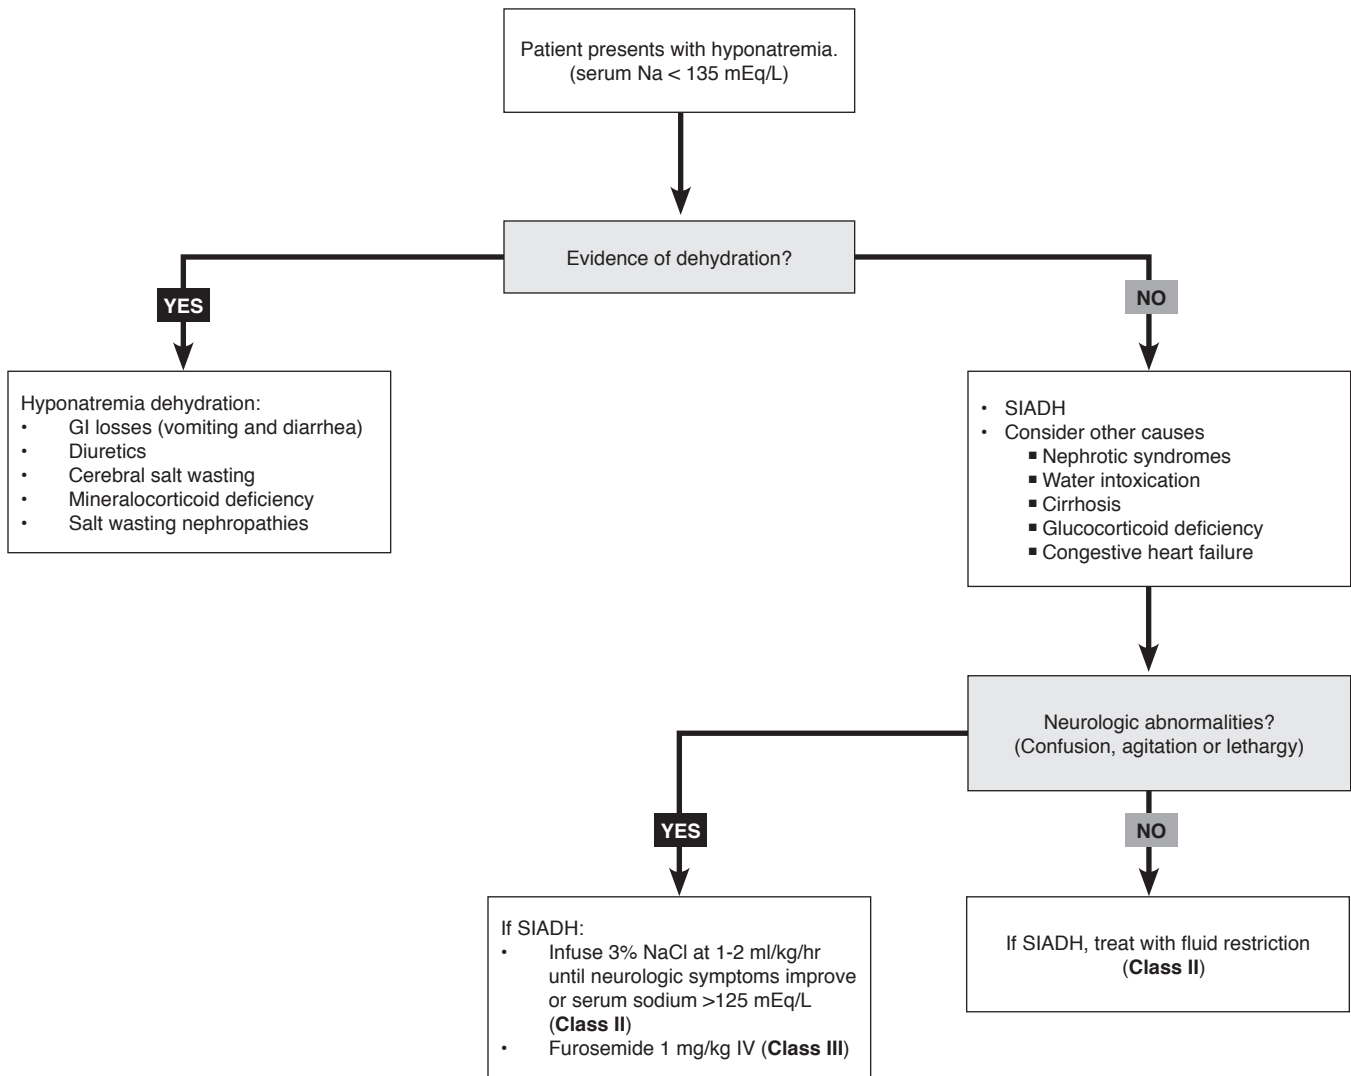 Patient presents with hyponatremia.
(serum Na < 135 mEq/L)
Evidence of dehydration?
YES
NO
Hyponatremia dehydration:
• GI losses (vomiting and diarrhea)
• Diuretics
• Cerebral salt wasting
• Mineralocorticoid deficiency
• Salt wasting nephropathies
• SIADH
• Consider other causes
■ Nephrotic syndromes
■ Water intoxication
■ Cirrhosis
■ Glucocorticoid deficiency
■ Congestive heart failure
Neurologic abnormalities?
(Confusion, agitation or lethargy)
YES
NO
If SIADH:
• Infuse 3% NaCl at 1-2 ml/kg/hr
until neurologic symptoms improve
or serum sodium >125 mEq/L
(Class II)
• Furosemide 1 mg/kg IV (Class III)
If SIADH, treat with fluid restriction
(Class II)